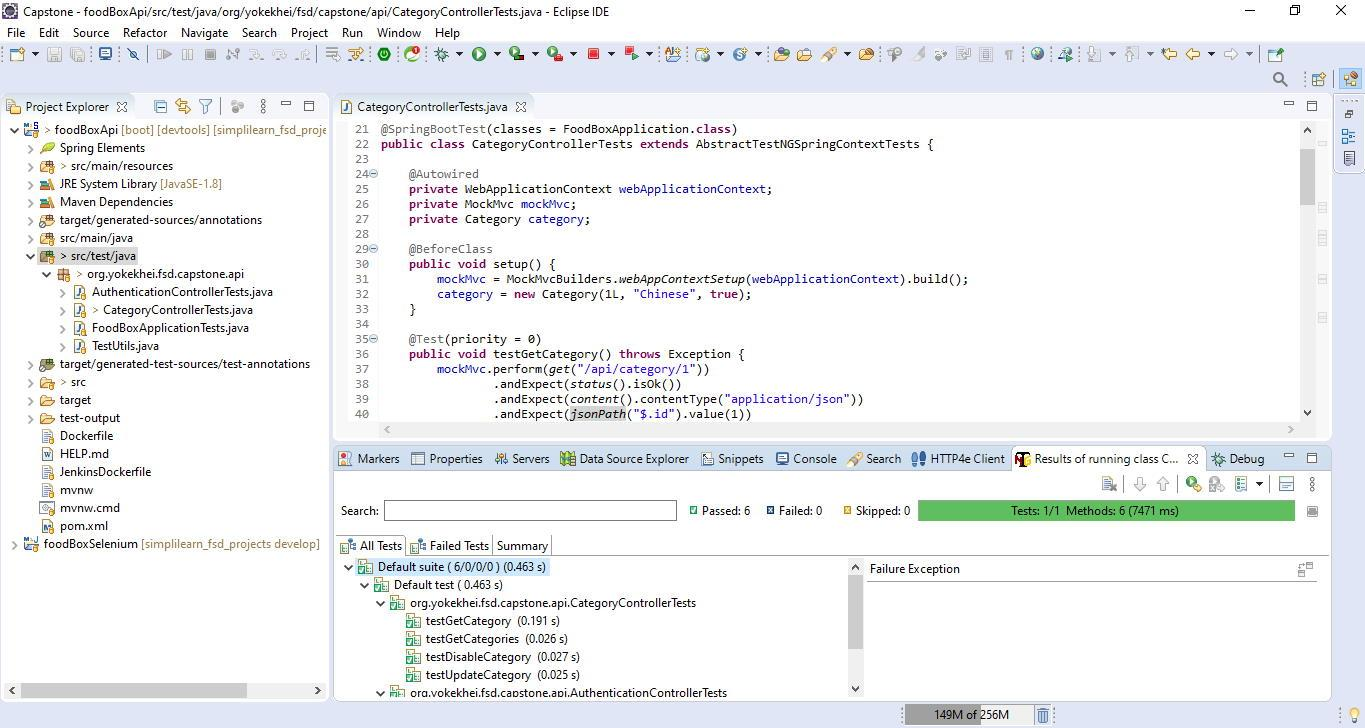 Capstone - foodBoxApi/src/test/java/org/yokekhei/fsd/capstone/api/CategoryControllerTests.java - Eclipse IDE
File Edit Source Refactor Navigate Search Project Run Window Help
Project Explorer
> foodBoxApi [boot] [devtools] [simplilearn_fsd_proje
Spring Elements
> src/main/resources
JRE System Library [JavaSE-1.8]
Maven Dependencies
target/generated-sources/annotations
src/main/java
> src/test/java
> org.yokekhei.fsd.capstone.api
AuthenticationControllerTests.java
> CategoryControllerTests.java
FoodBoxApplicationTests.java
TestUtils.java
target/generated-test-sources/test-annotations
> src
target
test-output
Dockerfile
HELP.md
JenkinsDockerfile
mvnw
mvnw.cmd
pom.xml
foodBoxSelenium [simplilearn_fsd_projects develop]
CategoryControllerTests.java
21 @SpringBootTest(classes = FoodBoxApplication.class)
22 public class CategoryControllerTests extends AbstractTestNGSpringContextTests {
23
24 @Autowired
25 private WebApplicationContext webApplicationContext;
26 private MockMvc mockMvc;
27 private Category category;
28
29 @BeforeClass
30 public void setup() {
31 mockMvc = MockMvcBuilders.webAppContextSetup(webApplicationContext).build();
32 category = new Category(1L, "Chinese", true);
33 }
34
35 @Test(priority = 0)
36 public void testGetCategory() throws Exception {
37 mockMvc.perform(get("/api/category/1"))
38 .andExpect(status().isOk())
39 .andExpect(content().contentType("application/json"))
40 .andExpect(jsonPath("$.id").value(1))
Markers Properties Servers Data Source Explorer Snippets Console Search HTTP4e Client Results of running class C... Debug
Search: Passed: 6 Failed: 0 Skipped: 0 Tests: 1/1 Methods: 6 (7471 ms)
All Tests Failed Tests Summary
Default suite ( 6/0/0/0 ) (0.463 s)
Default test ( 0.463 s)
org.yokekhei.fsd.capstone.api.CategoryControllerTests
testGetCategory (0.191 s)
testGetCategories (0.026 s)
testDisableCategory (0.027 s)
testUpdateCategory (0.025 s)
org.yokekhei.fsd.capstone.api.AuthenticationControllerTests
Failure Exception
149M of 256M